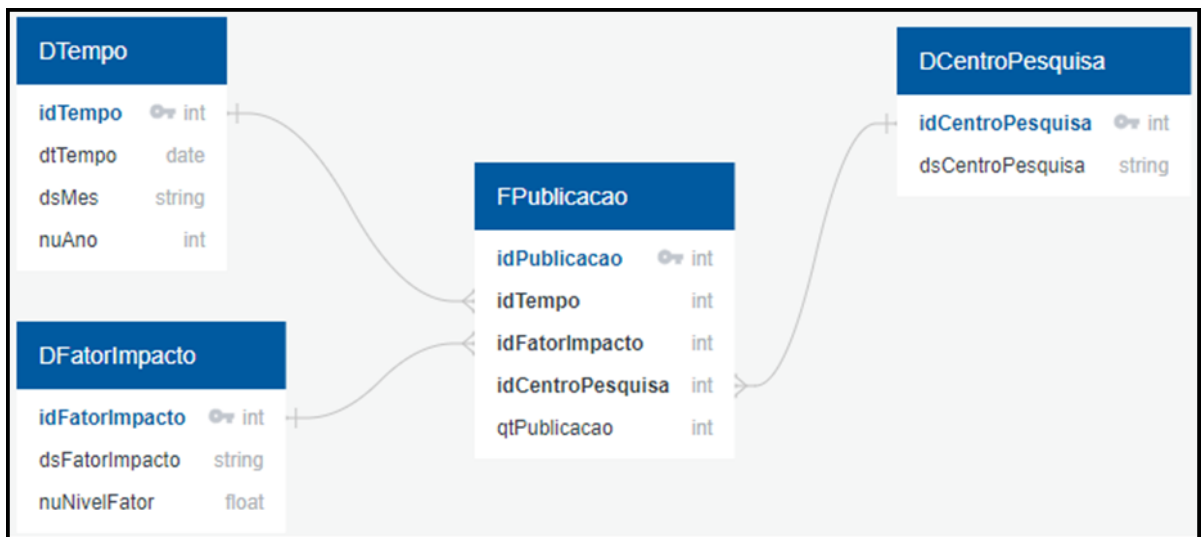 DTempo
idTempo int
dtTempo date
dsMes string
nuAno int
DFatorImpacto
idFatorImpacto int
dsFatorImpacto string
nuNivelFator float
FPublicacao
idPublicacao int
idTempo int
idFatorImpacto int
idCentroPesquisa int
qtPublicacao int
DCentroPesquisa
idCentroPesquisa int
dsCentroPesquisa string